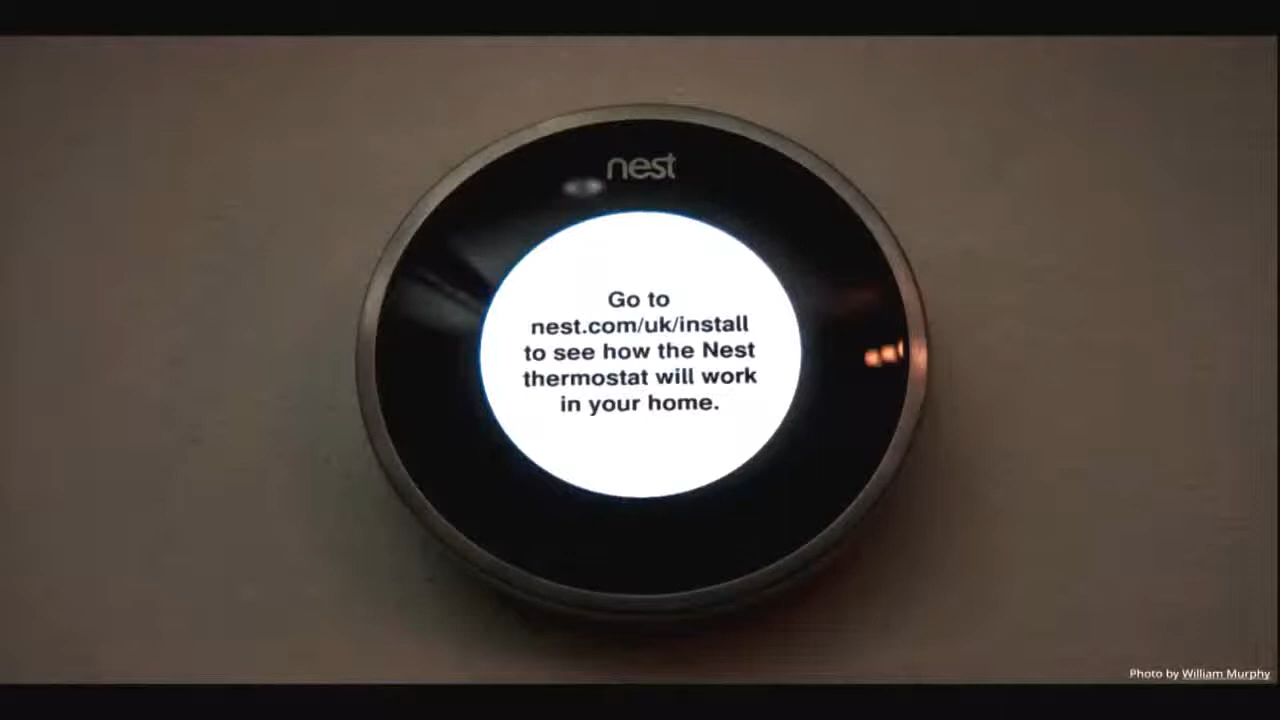 nest
Go to
nest.com/uk/install
to see how the Nest
thermostat will work
in your home.
Photo by William Murphy